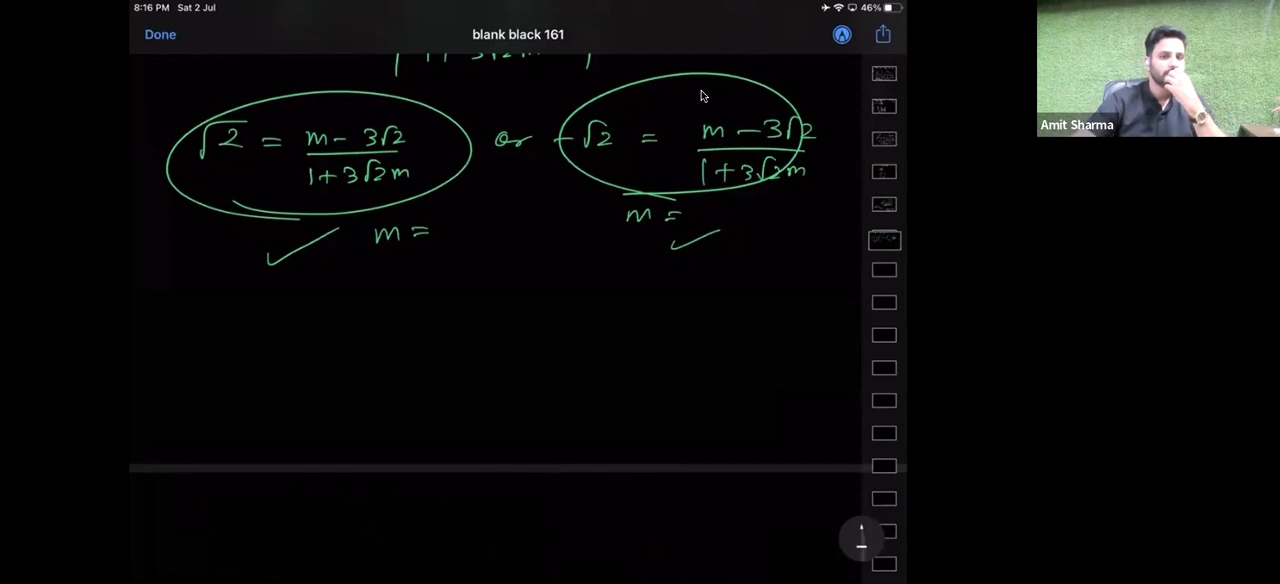 8:16 PM Sat 2 Jul 46%
Done blank black 161
√2 = m - 3√2 / 1 + 3√2m or -√2 = m - 3√2 / 1 + 3√2m
m = m =
Amit Sharma